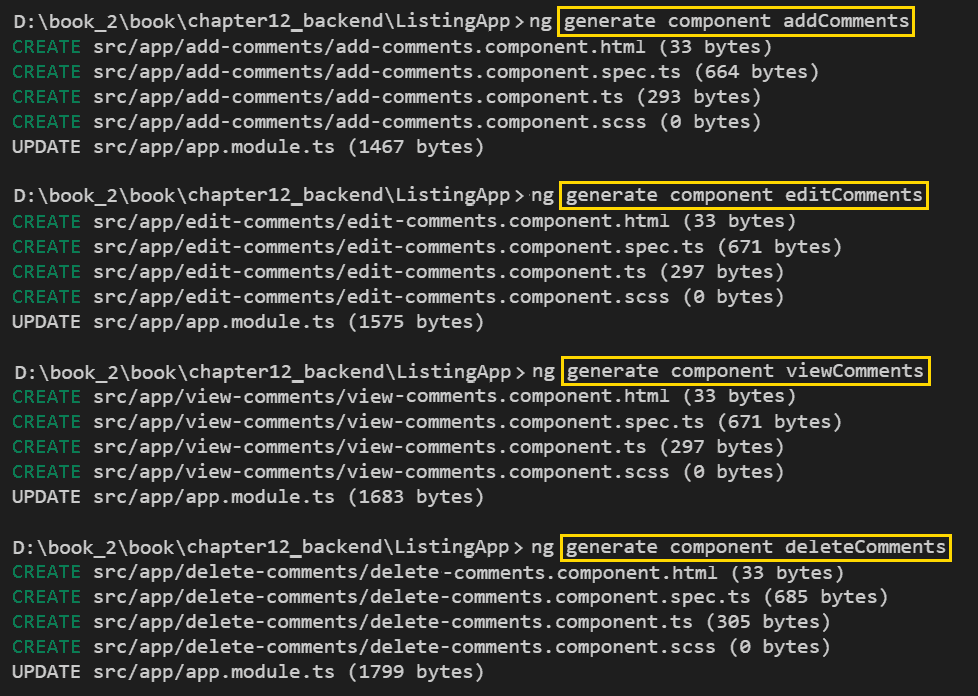 D:\book_2\book\chapter12_backend\ListingApp>ng generate component addComments
CREATE src/app/add-comments/add-comments.component.html (33 bytes)
CREATE src/app/add-comments/add-comments.component.spec.ts (664 bytes)
CREATE src/app/add-comments/add-comments.component.ts (293 bytes)
CREATE src/app/add-comments/add-comments.component.scss (0 bytes)
UPDATE src/app/app.module.ts (1467 bytes)
D:\book_2\book\chapter12_backend\ListingApp>ng generate component editComments
CREATE src/app/edit-comments/edit-comments.component.html (33 bytes)
CREATE src/app/edit-comments/edit-comments.component.spec.ts (671 bytes)
CREATE src/app/edit-comments/edit-comments.component.ts (297 bytes)
CREATE src/app/edit-comments/edit-comments.component.scss (0 bytes)
UPDATE src/app/app.module.ts (1575 bytes)
D:\book_2\book\chapter12_backend\ListingApp>ng generate component viewComments
CREATE src/app/view-comments/view-comments.component.html (33 bytes)
CREATE src/app/view-comments/view-comments.component.spec.ts (671 bytes)
CREATE src/app/view-comments/view-comments.component.ts (297 bytes)
CREATE src/app/view-comments/view-comments.component.scss (0 bytes)
UPDATE src/app/app.module.ts (1683 bytes)
D:\book_2\book\chapter12_backend\ListingApp>ng generate component deleteComments
CREATE src/app/delete-comments/delete-comments.component.html (33 bytes)
CREATE src/app/delete-comments/delete-comments.component.spec.ts (685 bytes)
CREATE src/app/delete-comments/delete-comments.component.ts (305 bytes)
CREATE src/app/delete-comments/delete-comments.component.scss (0 bytes)
UPDATE src/app/app.module.ts (1799 bytes)